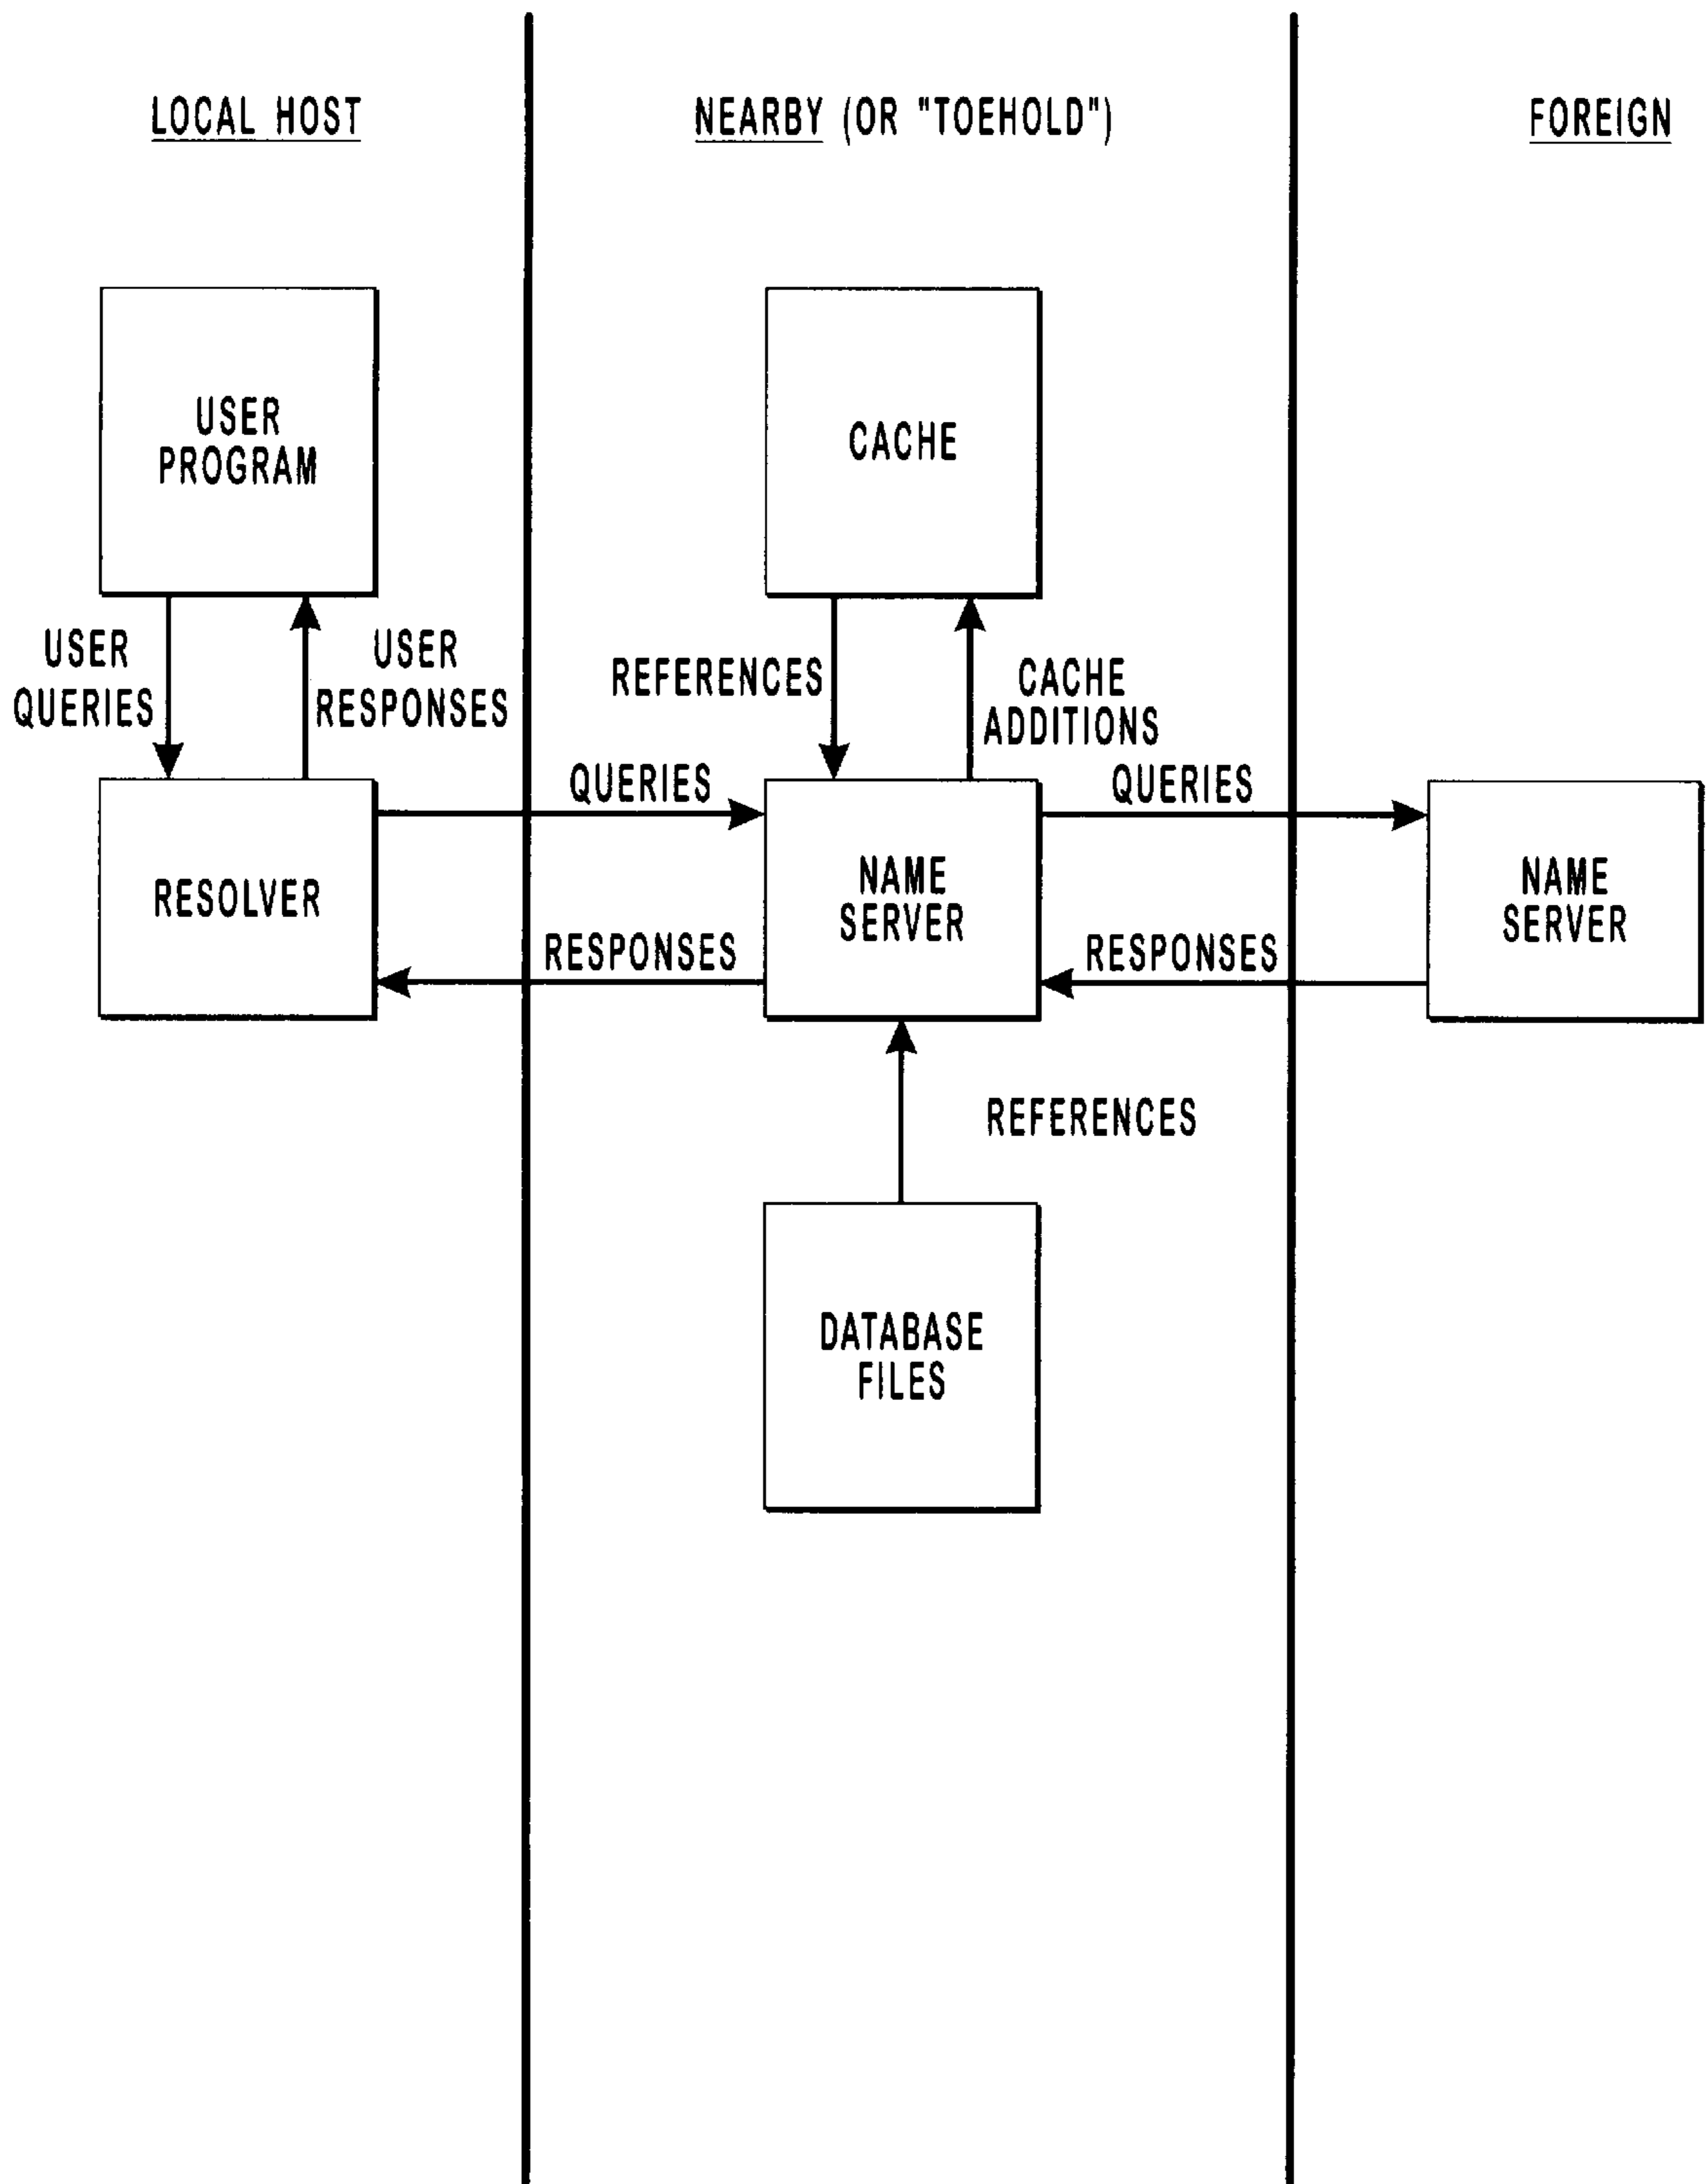 LOCAL HOST
NEARBY (OR "TOEHOLD")
FOREIGN
USER
PROGRAM
CACHE
USER
QUERIES
USER
RESPONSES
REFERENCES
CACHE
ADDITIONS
QUERIES
QUERIES
RESOLVER
NAME
SERVER
NAME
SERVER
RESPONSES
RESPONSES
REFERENCES
DATABASE
FILES